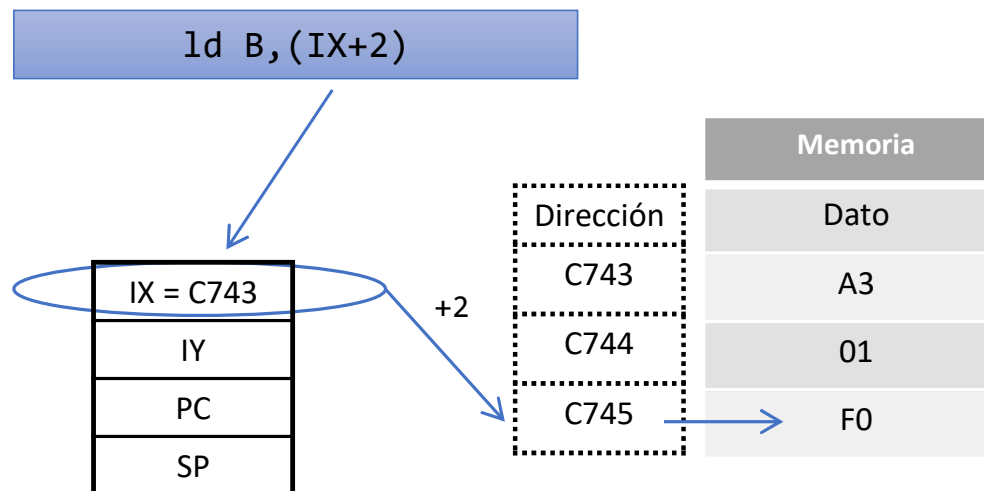 ld B,(IX+2)
Memoria
Dirección Dato
IX = C743
+2
C743 A3
IY
C744 01
PC
C745 F0
SP